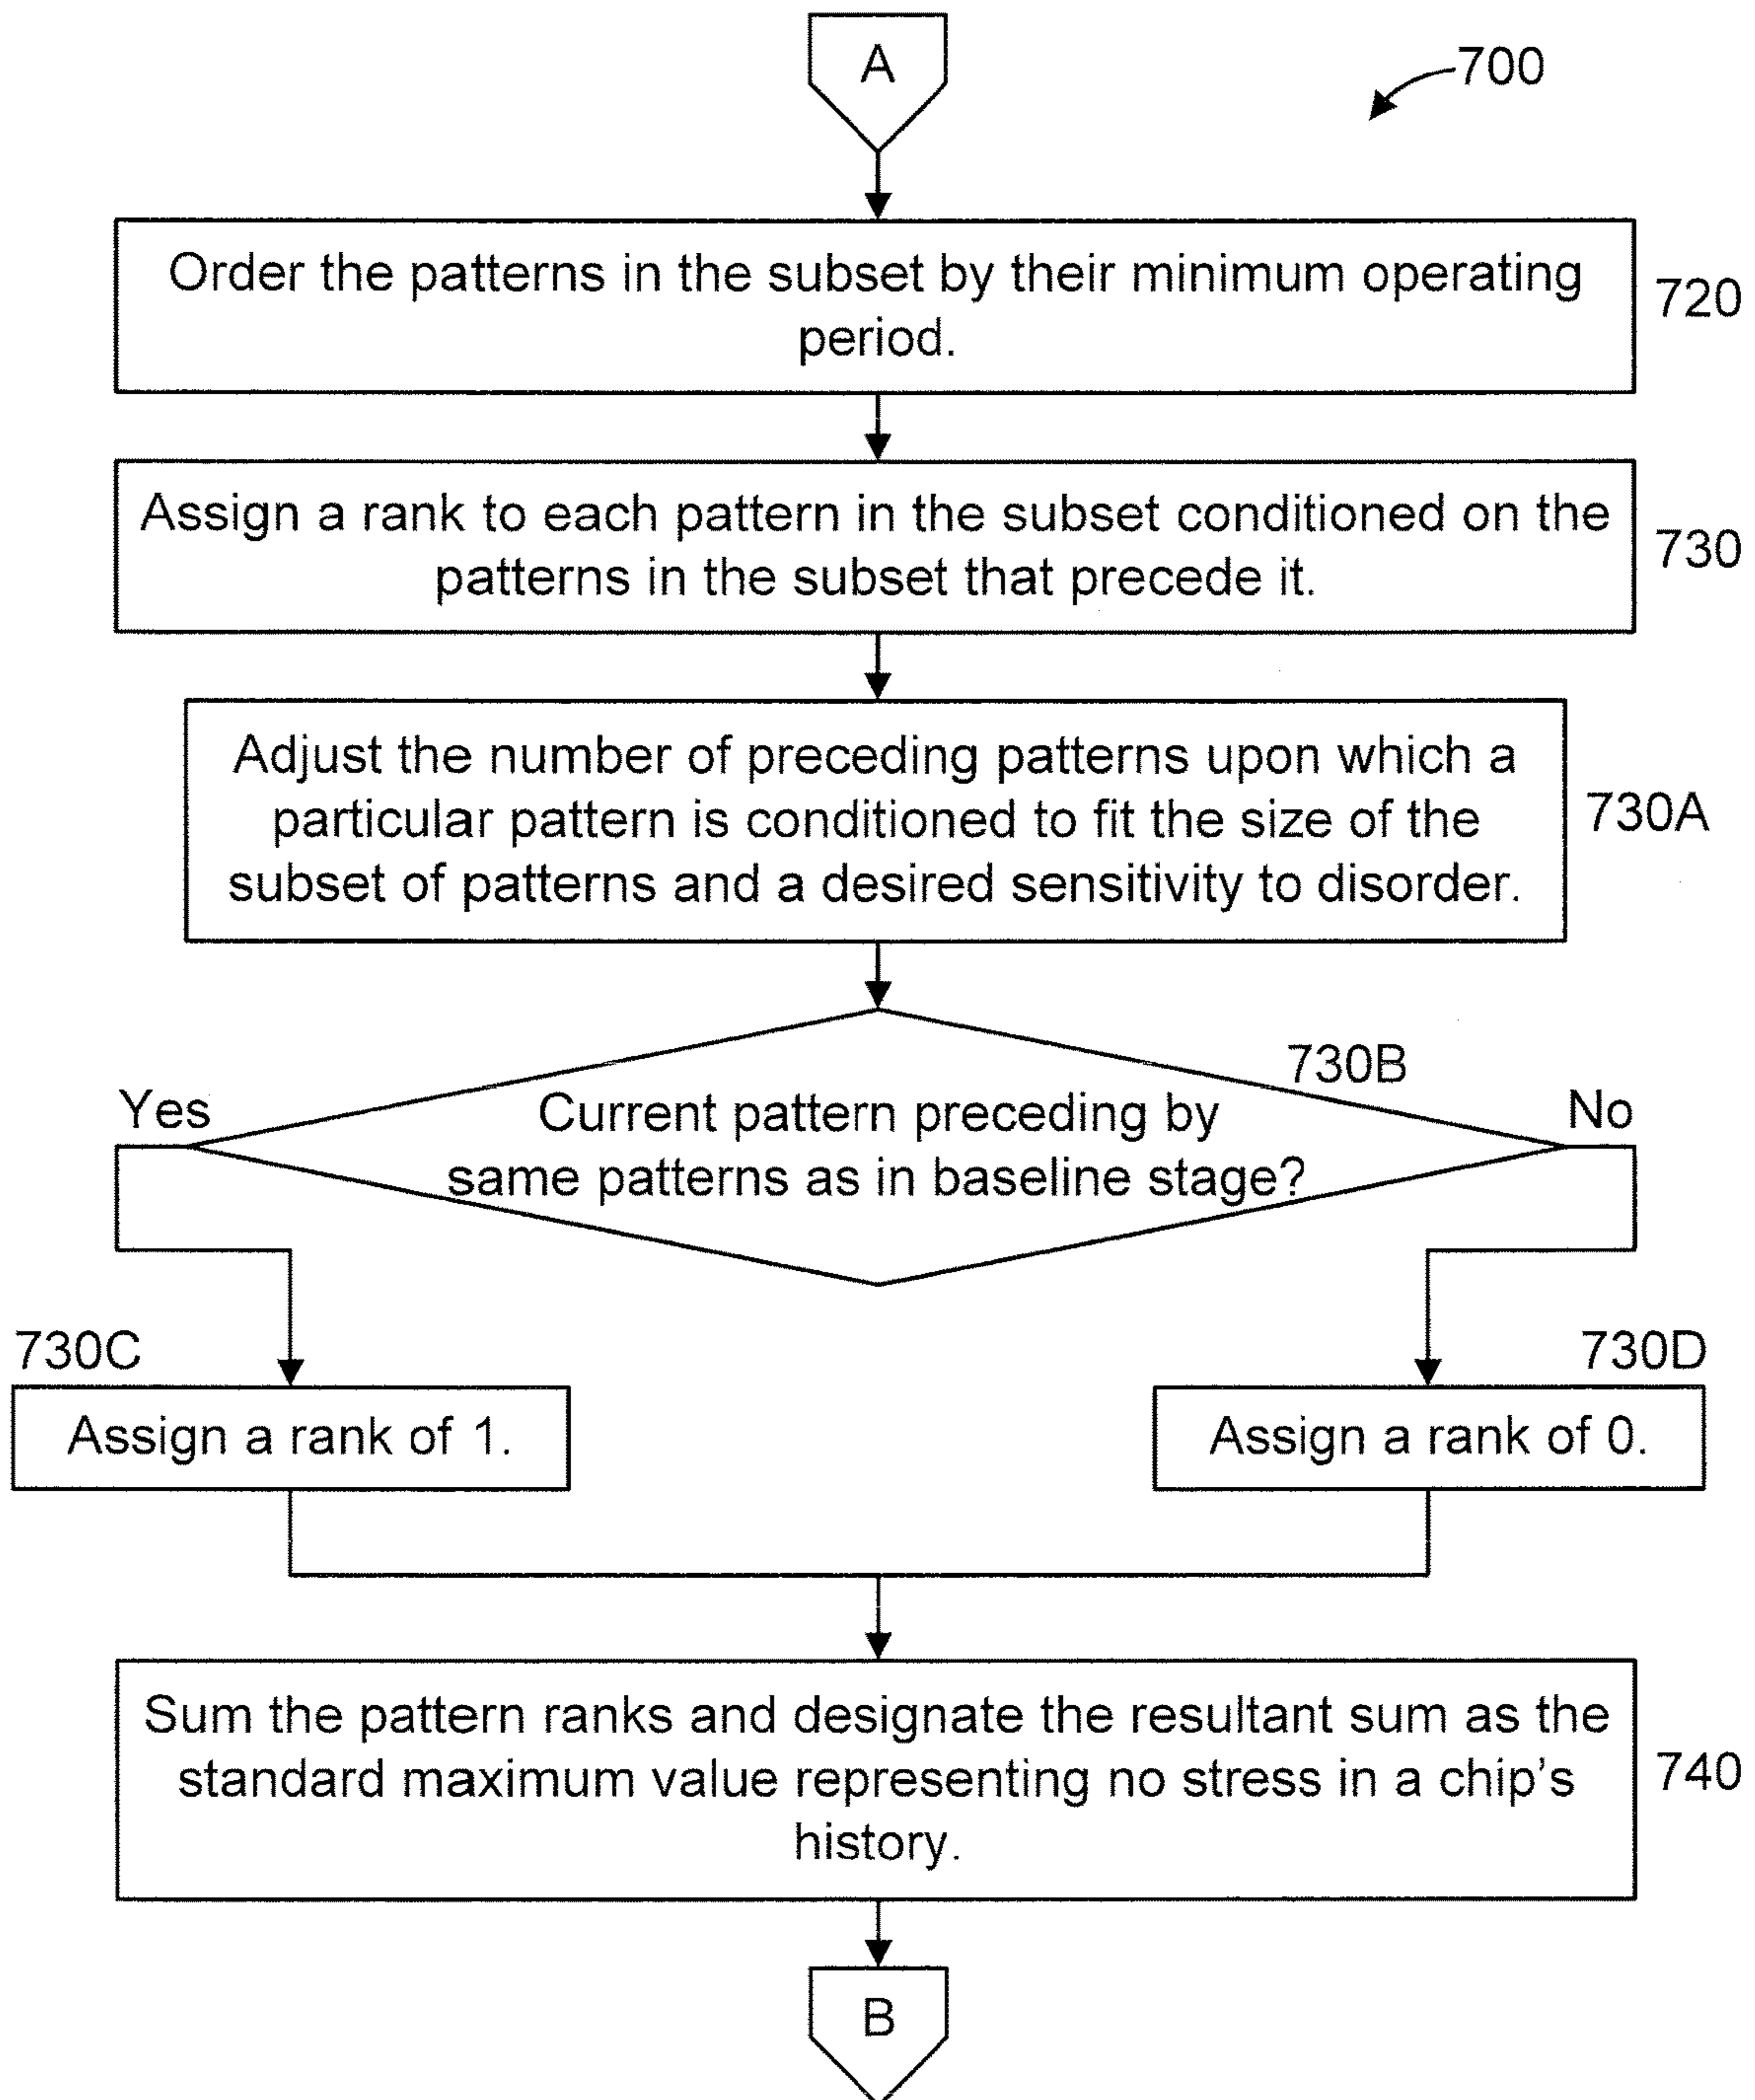 A
700
Order the patterns in the subset by their minimum operating
period.
720
Assign a rank to each pattern in the subset conditioned on the
patterns in the subset that precede it.
730
Adjust the number of preceding patterns upon which a
particular pattern is conditioned to fit the size of the
subset of patterns and a desired sensitivity to disorder.
730A
730B
Yes
Current pattern preceding by
same patterns as in baseline stage?
No
730C
730D
Assign a rank of 1.
Assign a rank of 0.
Sum the pattern ranks and designate the resultant sum as the
standard maximum value representing no stress in a chip's
history.
740
B